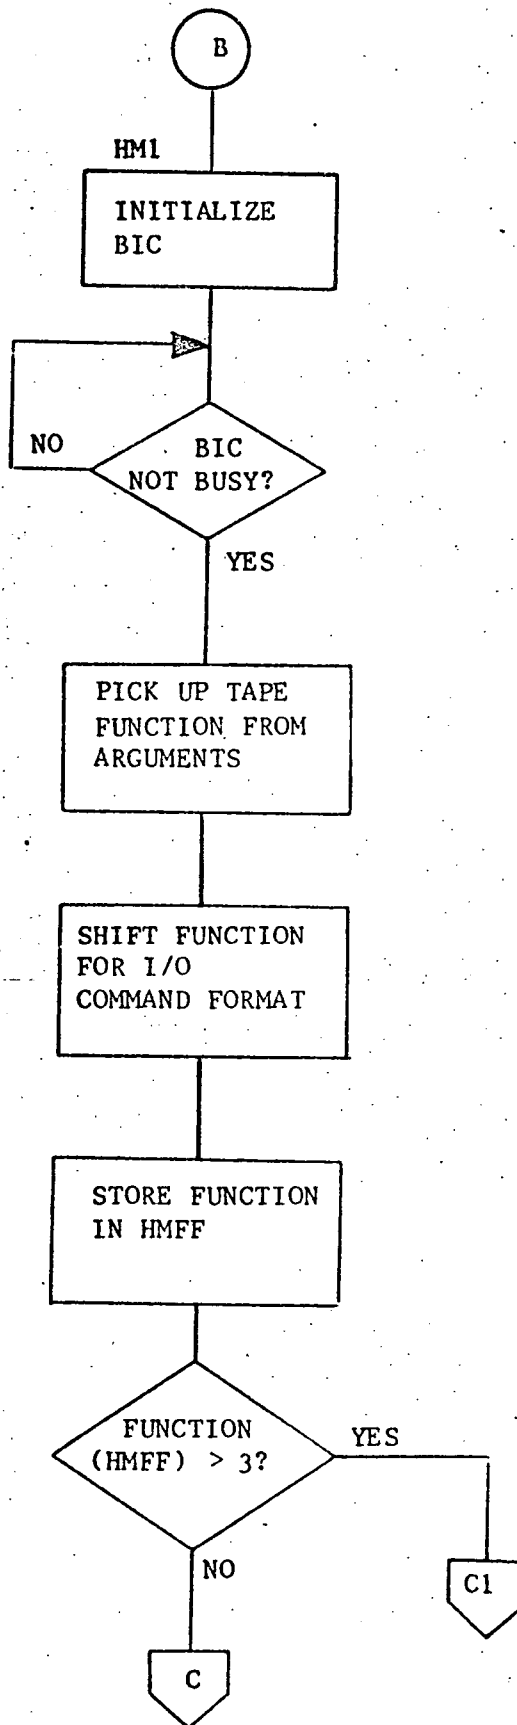 B
HM1
INITIALIZE
BIC
NO
BIC
NOT BUSY?
YES
PICK UP TAPE
FUNCTION FROM
ARGUMENTS
SHIFT FUNCTION
FOR I/O
COMMAND FORMAT
STORE FUNCTION
IN HMFF
FUNCTION
(HMFF) > 3?
YES
NO
C1
C